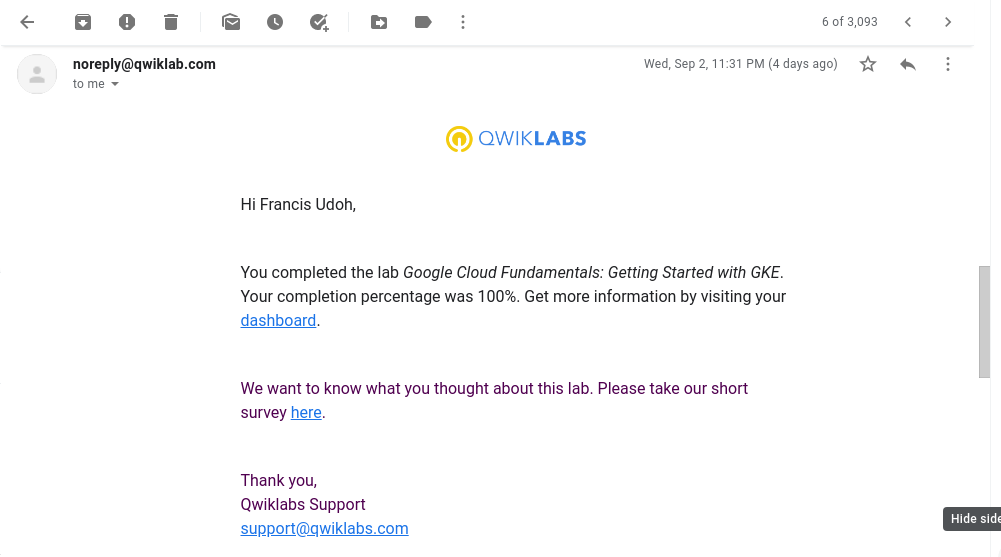 6 of 3,093
noreply@qwiklab.com
Wed, Sep 2, 11:31 PM (4 days ago)
to me
QWIKLABS
Hi Francis Udoh,
You completed the lab Google Cloud Fundamentals: Getting Started with GKE.
Your completion percentage was 100%. Get more information by visiting your
dashboard.
We want to know what you thought about this lab. Please take our short
survey here.
Thank you,
Qwiklabs Support
support@qwiklabs.com
Hide side